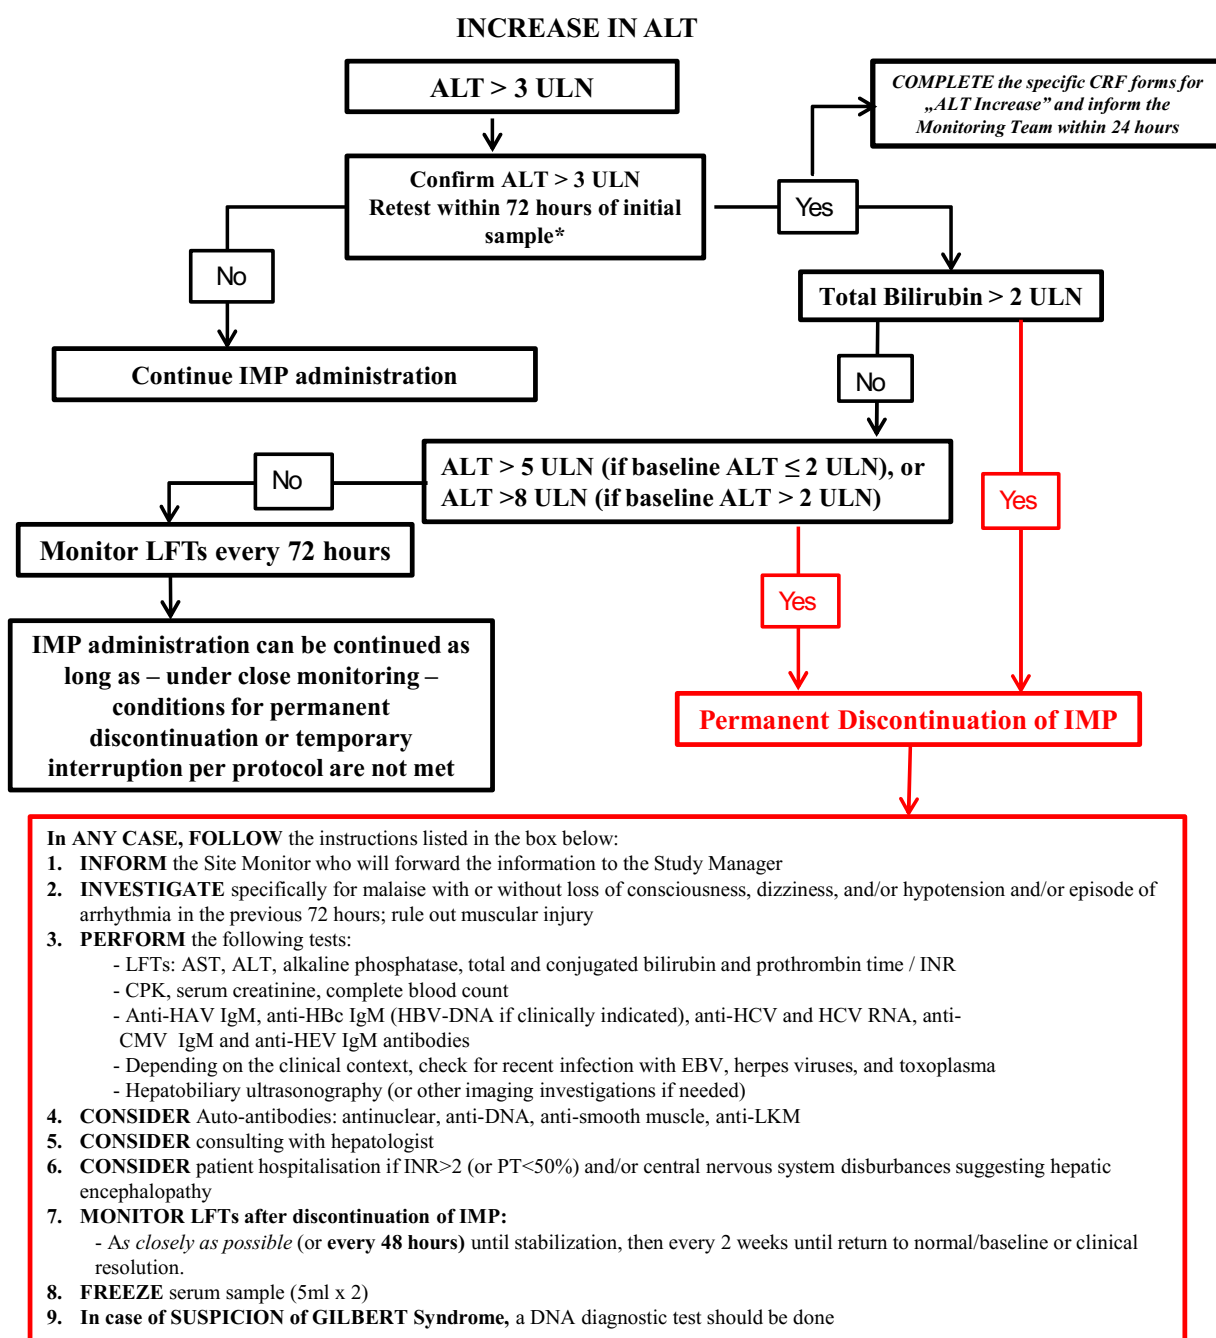 INCREASE IN ALT
ALT > 3 ULN
COMPLETE the specific CRF forms for
„ALT Increase” and inform the
Monitoring Team within 24 hours
Confirm ALT > 3 ULN
Retest within 72 hours of initial
sample*
Yes
No
Total Bilirubin > 2 ULN
Continue IMP administration
No
ALT > 5 ULN (if baseline ALT ≤ 2 ULN), or
ALT >8 ULN (if baseline ALT > 2 ULN)
No
Yes
Monitor LFTs every 72 hours
Yes
IMP administration can be continued as
long as – under close monitoring –
conditions for permanent
discontinuation or temporary
interruption per protocol are not met
Permanent Discontinuation of IMP
In ANY CASE, FOLLOW the instructions listed in the box below:
1. INFORM the Site Monitor who will forward the information to the Study Manager
2. INVESTIGATE specifically for malaise with or without loss of consciousness, dizziness, and/or hypotension and/or episode of
arrhythmia in the previous 72 hours; rule out muscular injury
3. PERFORM the following tests:
- LFTs: AST, ALT, alkaline phosphatase, total and conjugated bilirubin and prothrombin time / INR
- CPK, serum creatinine, complete blood count
- Anti-HAV IgM, anti-HBc IgM (HBV-DNA if clinically indicated), anti-HCV and HCV RNA, anti-
CMV IgM and anti-HEV IgM antibodies
- Depending on the clinical context, check for recent infection with EBV, herpes viruses, and toxoplasma
- Hepatobiliary ultrasonography (or other imaging investigations if needed)
4. CONSIDER Auto-antibodies: antinuclear, anti-DNA, anti-smooth muscle, anti-LKM
5. CONSIDER consulting with hepatologist
6. CONSIDER patient hospitalisation if INR>2 (or PT<50%) and/or central nervous system disburbances suggesting hepatic
encephalopathy
7. MONITOR LFTs after discontinuation of IMP:
- As closely as possible (or every 48 hours) until stabilization, then every 2 weeks until return to normal/baseline or clinical
resolution.
8. FREEZE serum sample (5ml x 2)
9. In case of SUSPICION of GILBERT Syndrome, a DNA diagnostic test should be done